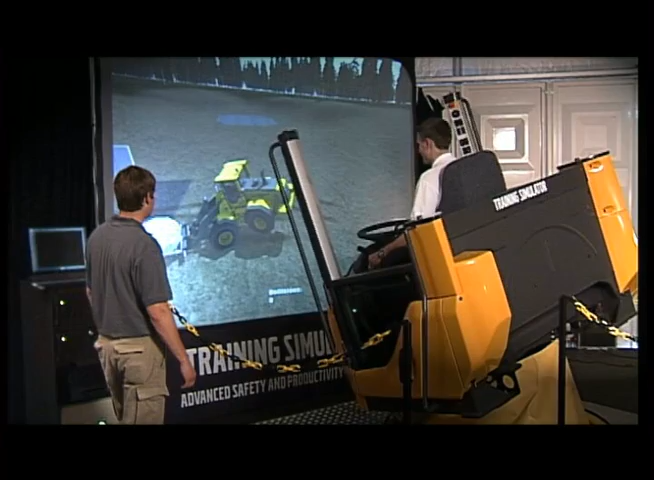 TRAINING SIMULATOR
TRAINING SIMUL
ADVANCED SAFETY AND PRODUCTIVITY